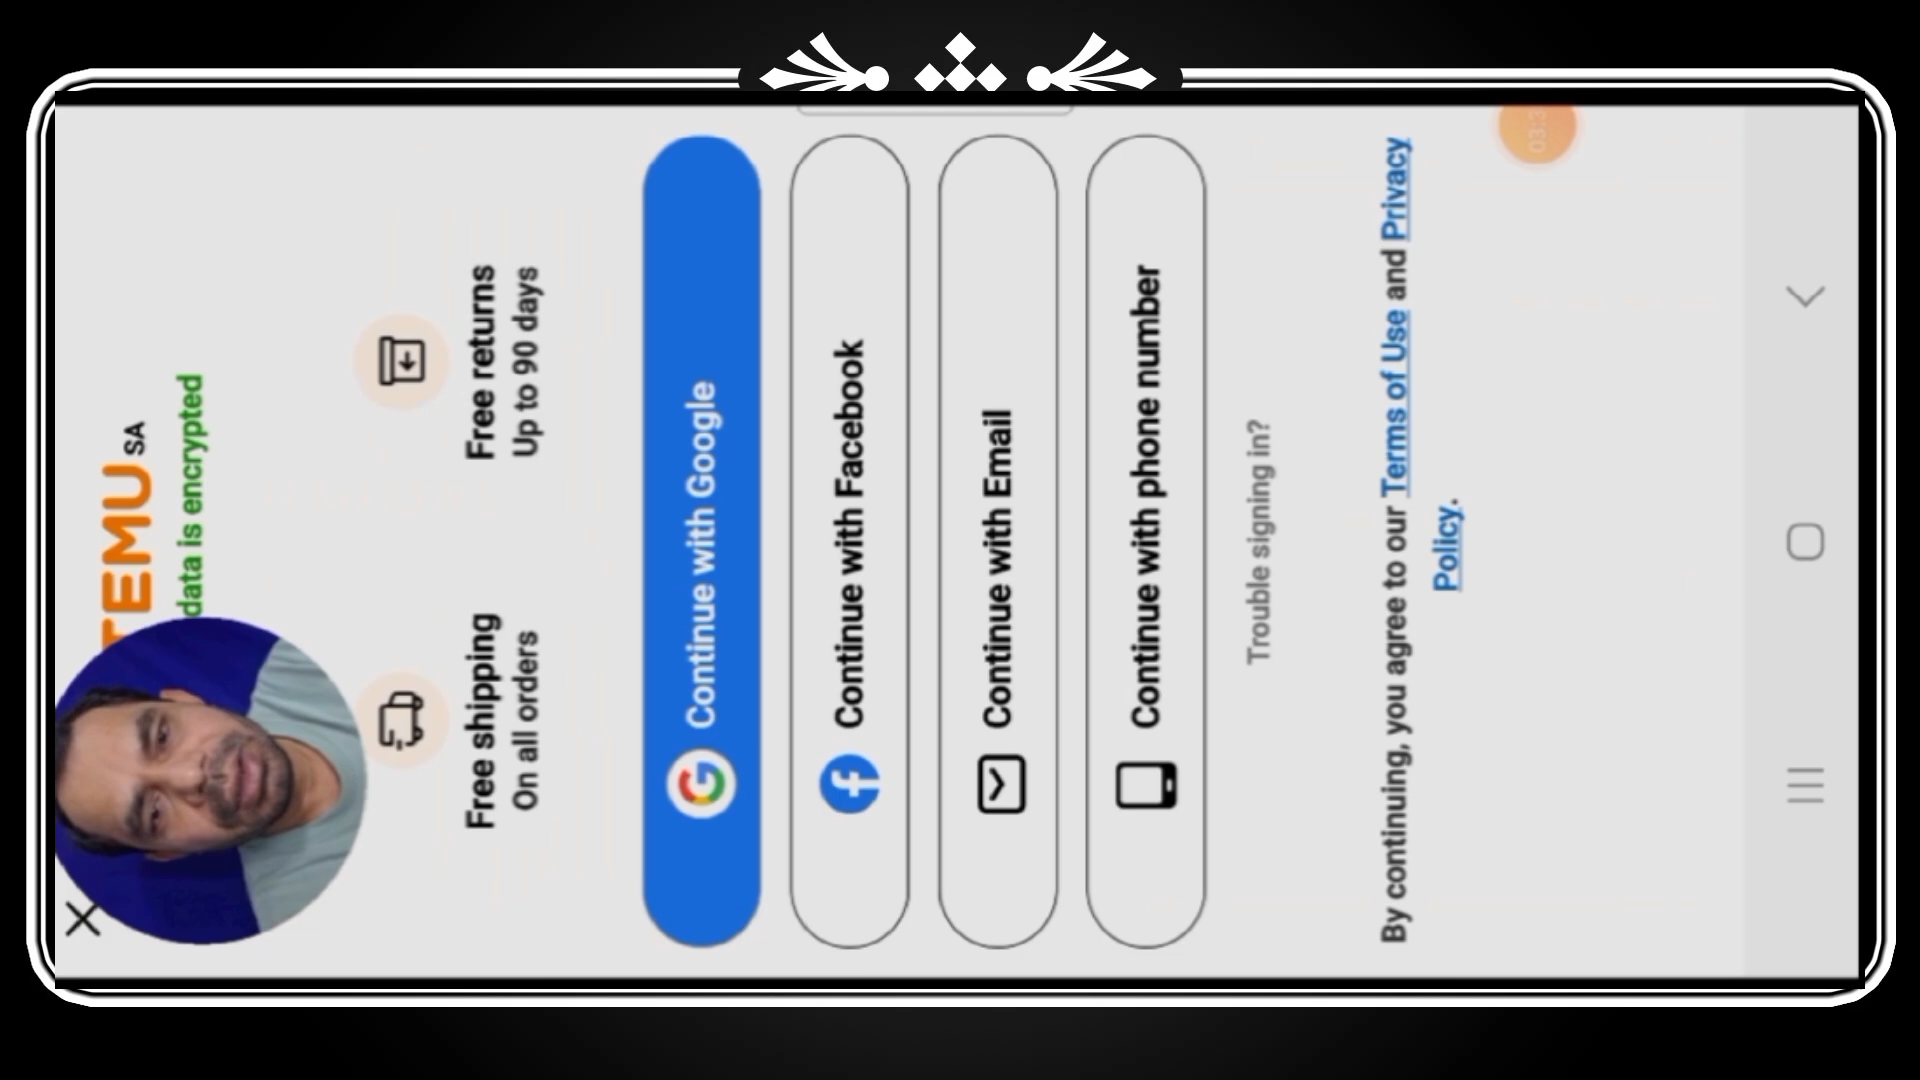 TEMU SA
data is encrypted
Free shipping
On all orders
Free returns
Up to 90 days
Continue with Google
Continue with Facebook
Continue with Email
Continue with phone number
Trouble signing in?
By continuing, you agree to our Terms of Use and Privacy
Policy.